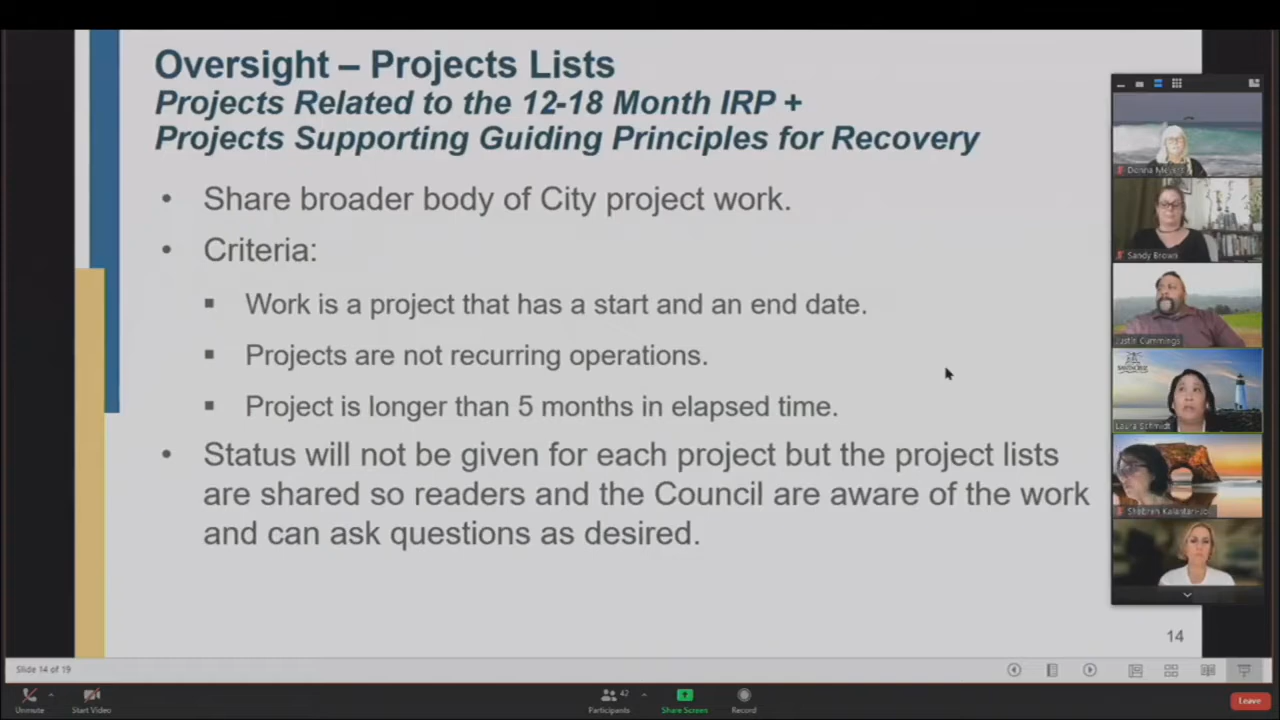 Oversight – Projects Lists
Projects Related to the 12-18 Month IRP +
Projects Supporting Guiding Principles for Recovery
• Share broader body of City project work.
• Criteria:
▪ Work is a project that has a start and an end date.
▪ Projects are not recurring operations.
▪ Project is longer than 5 months in elapsed time.
• Status will not be given for each project but the project lists
are shared so readers and the Council are aware of the work
and can ask questions as desired.
14
Donna
Sandy Brown
Justin Cummings
Laura Schmidt
Slide 14 of 19
Unmute
Start Video
42
Participants
Share Screen
Record
Leave